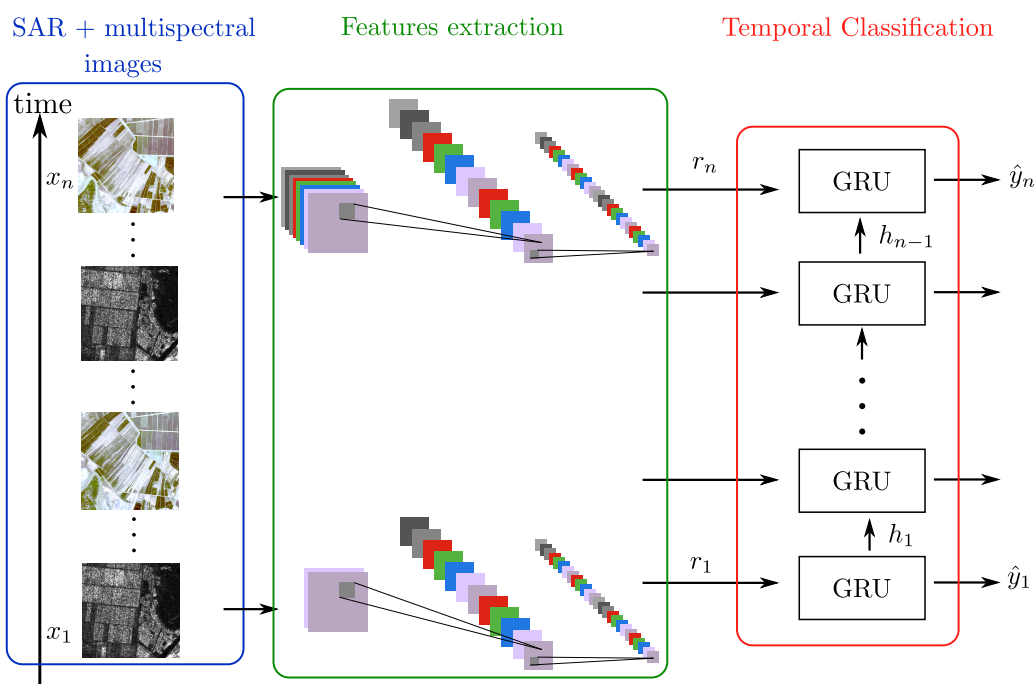 SAR + multispectral
images
Features extraction
Temporal Classification
time
x_n
r_n
GRU
ŷ_n
h_{n−1}
GRU
GRU
h_1
x_1
r_1
GRU
ŷ_1